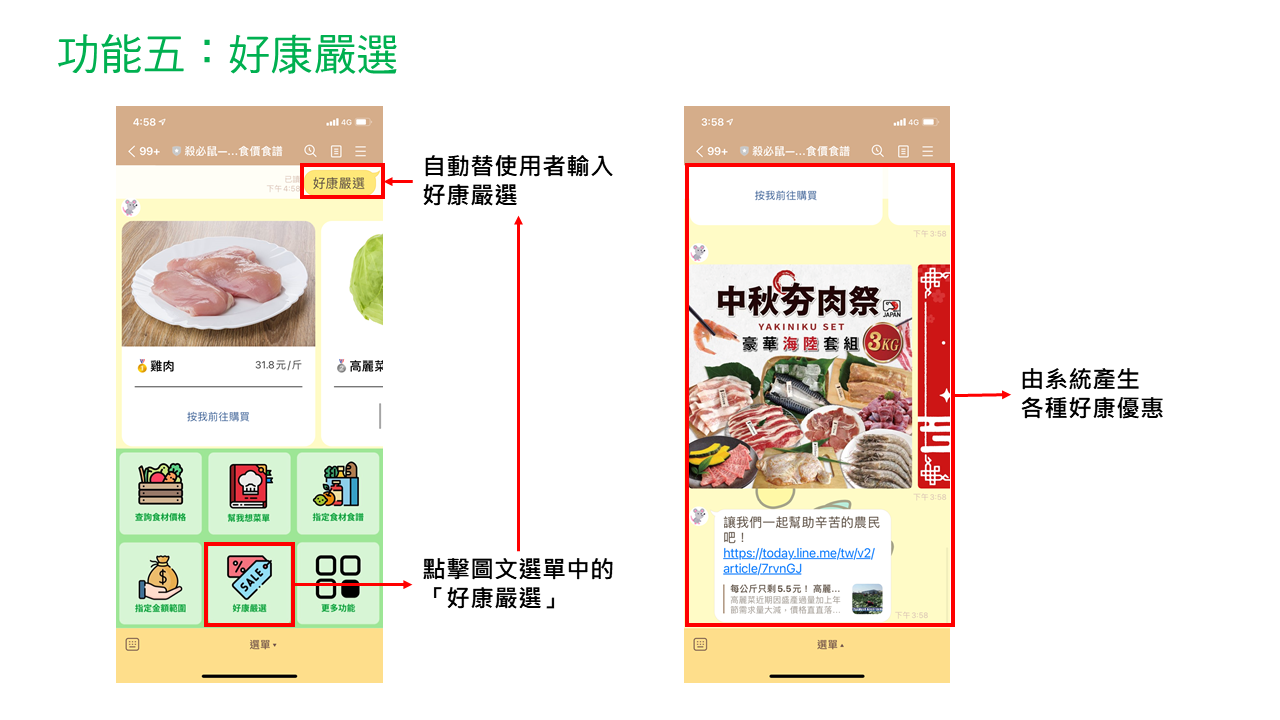 功能五：好康嚴選
4:58
4G
99+
殺必鼠一...食價食譜
好康嚴選
下午 4:58
雞肉
31.8元/斤
高麗菜
按我前往購買
查詢食材價格
幫我想菜單
指定食材食譜
SALE
指定金額範圍
好康嚴選
更多功能
選單
自動替使用者輸入
好康嚴選
點擊圖文選單中的
「好康嚴選」
3:58
4G
99+
殺必鼠一...食價食譜
按我前往購買
下午 3:58
中秋夯肉祭
JAPAN
YAKINIKU SET
豪華海陸套組
3KG
下午 3:58
讓我們一起幫助辛苦的農民
吧！
https://today.line.me/tw/v2/
article/7rvnGJ
每公斤只剩5.5元！ 高麗...
高麗菜近期因盛產過量加上年
節需求量大減，價格直直落...
下午 3:58
選單
由系統產生
各種好康優惠